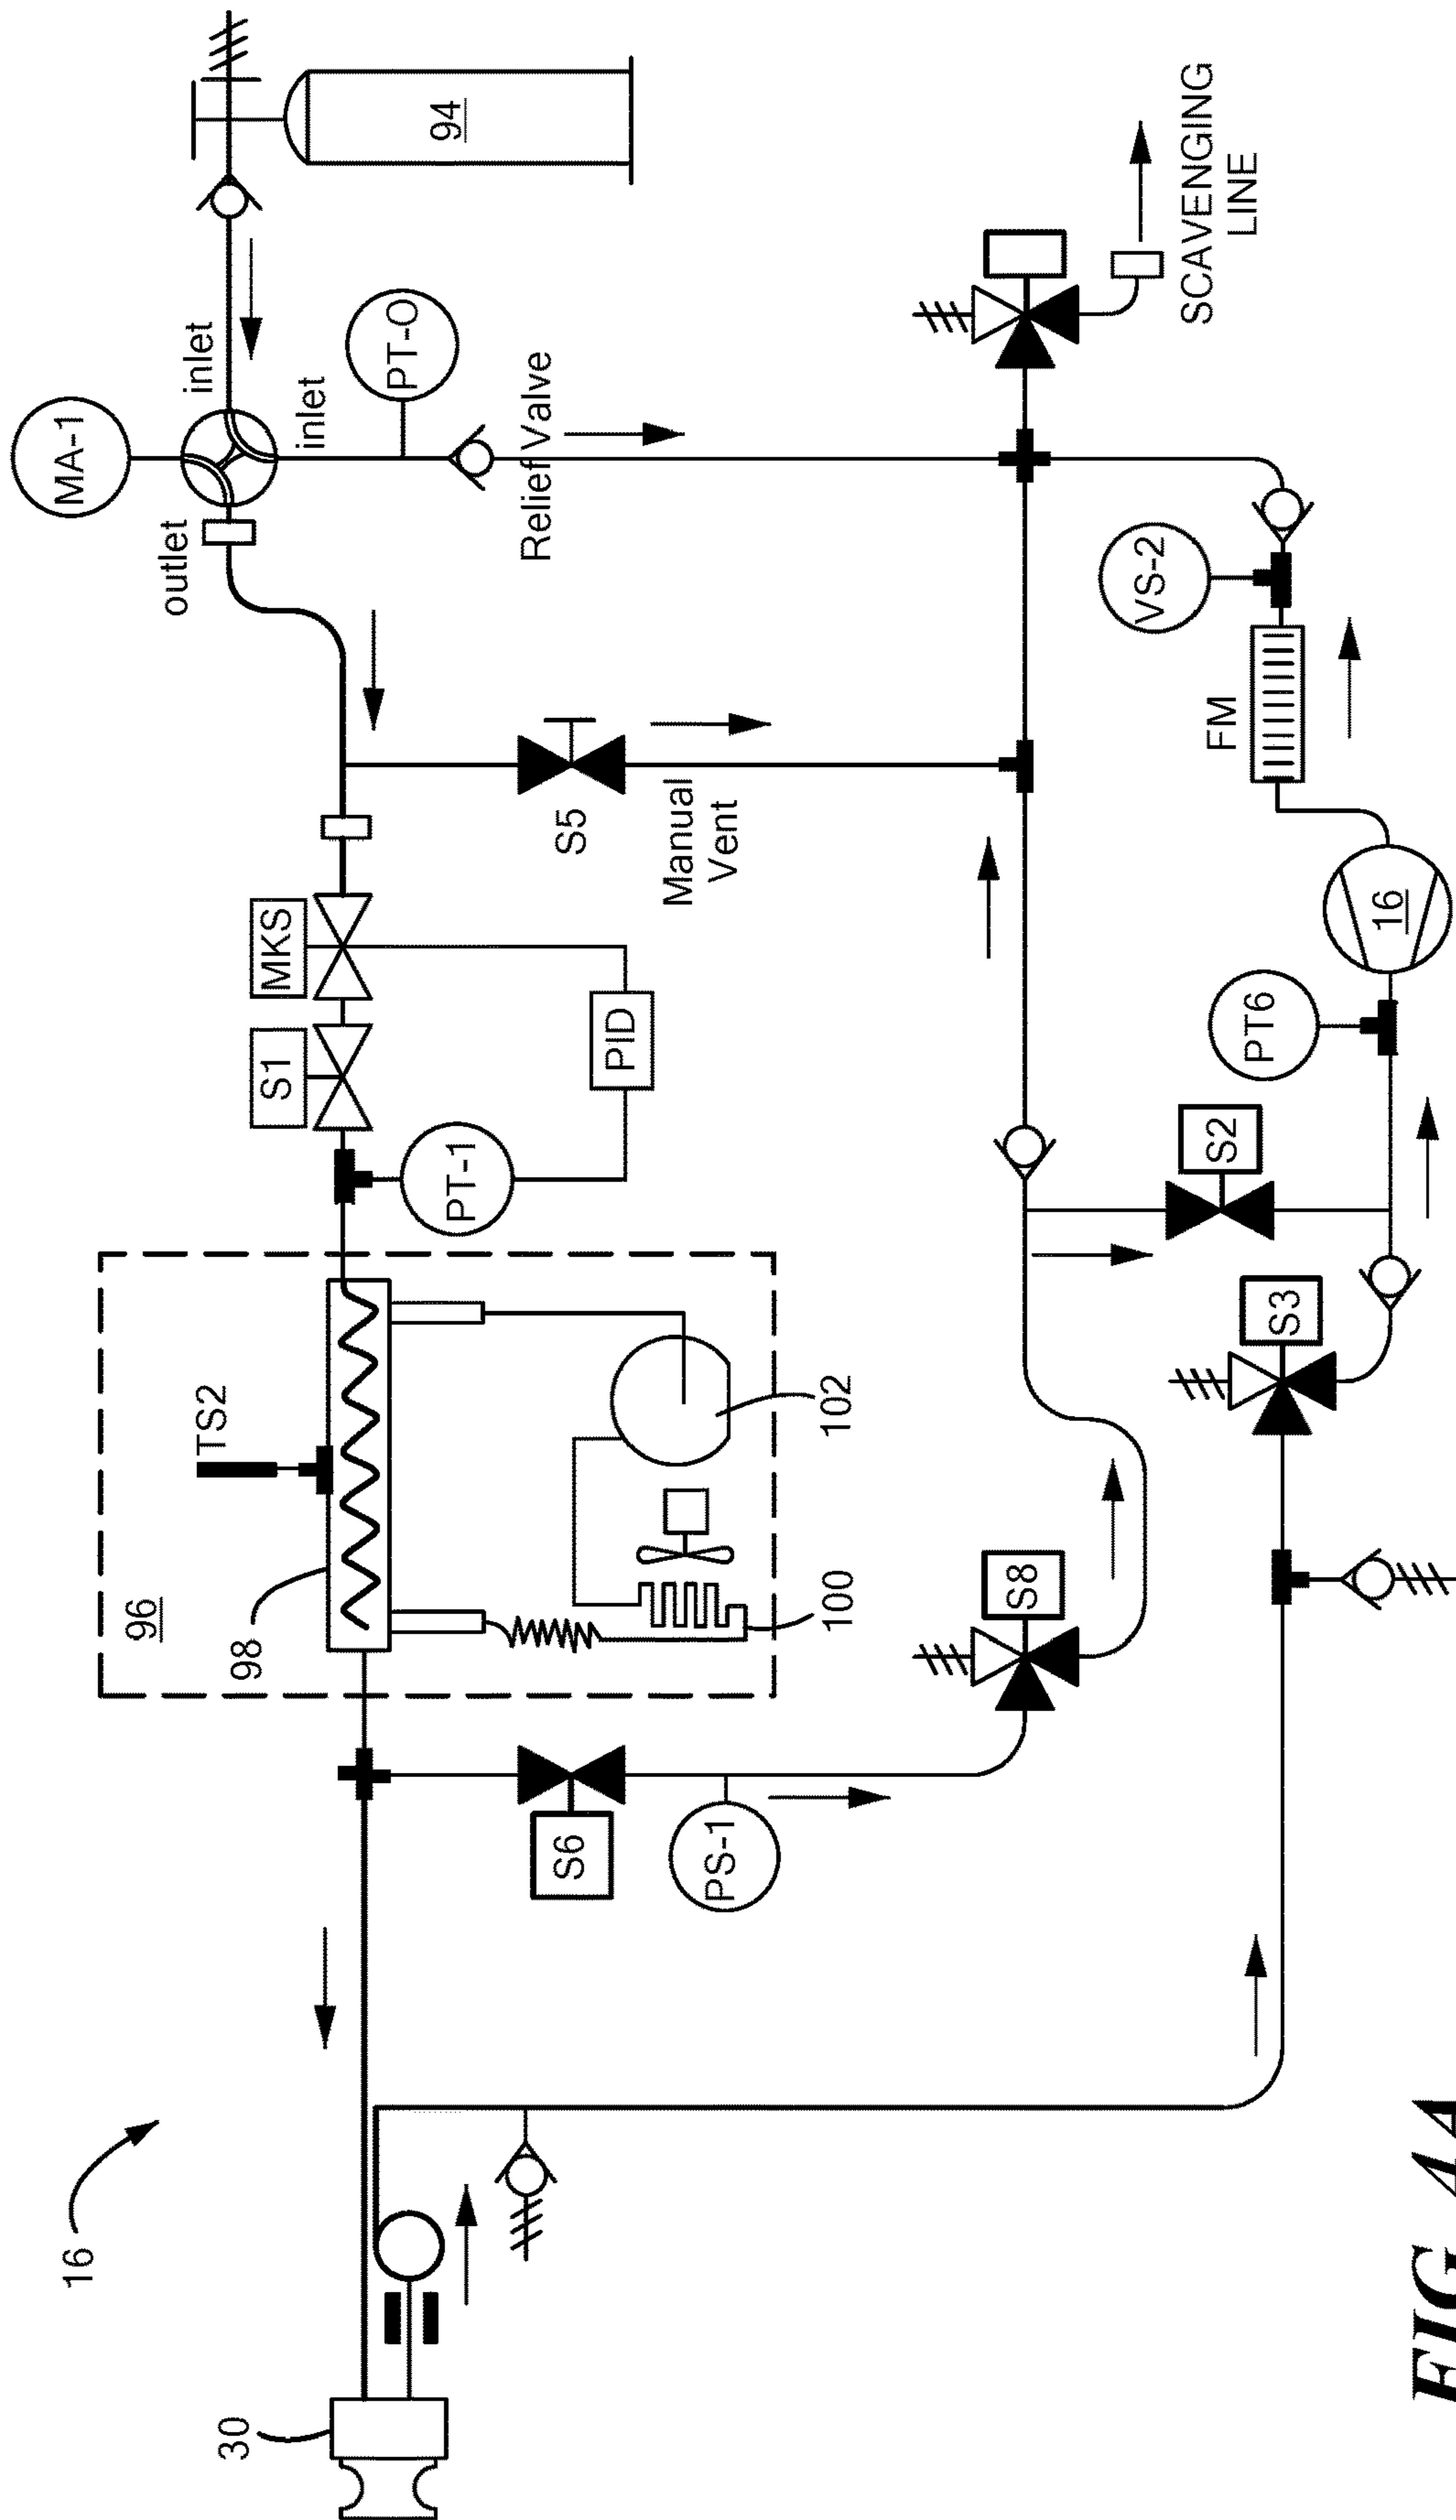 16
30
96
98
TS2
102
100
S6
PS-1
S8
S3
S2
PT6
16
FM
VS-2
PT-1
PID
S1
MKS
S5
Manual
Vent
outlet
MA-1
inlet
inlet
PT-O
Relief Valve
94
SCAVENGING
LINE
FIG 4A